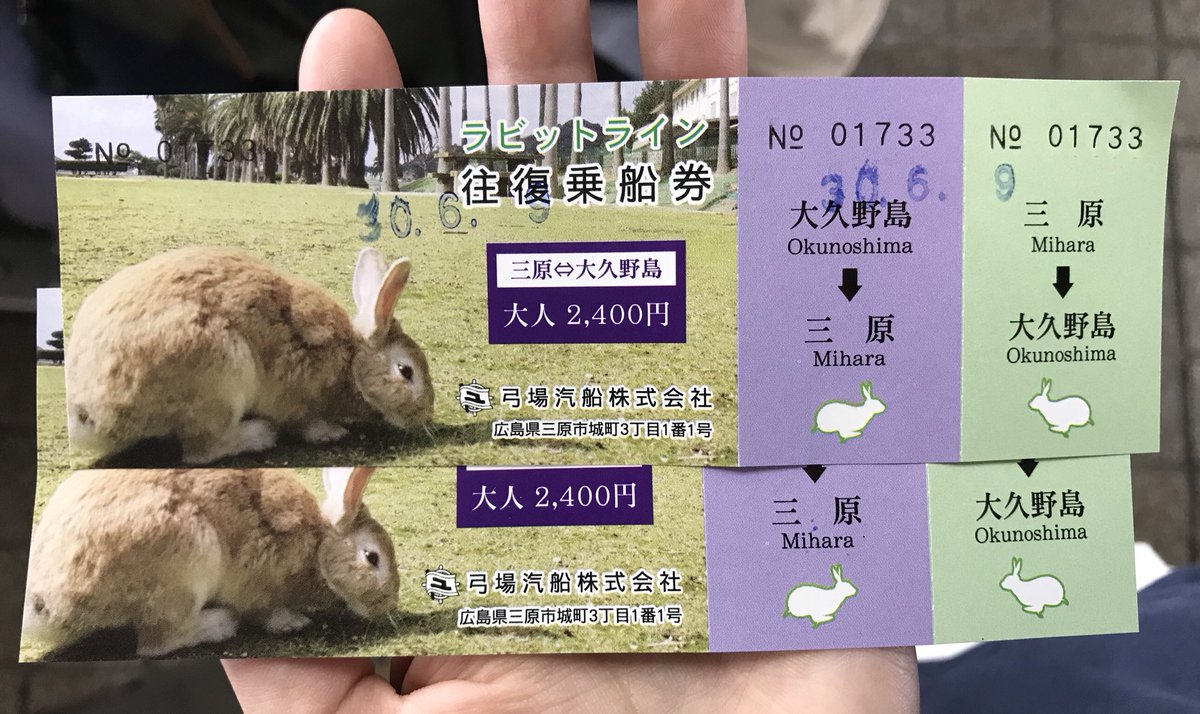 No 01733
ラビットライン
往復乗船券
30.6.9
三原⇔大久野島
大人 2,400円
弓場汽船株式会社
広島県三原市城町3丁目1番1号
No 01733
30.6.
大久野島
Okunoshima
三 原
Mihara
No 01733
9
三 原
Mihara
大久野島
Okunoshima
大人 2,400円
弓場汽船株式会社
広島県三原市城町3丁目1番1号
三 原
Mihara
大久野島
Okunoshima